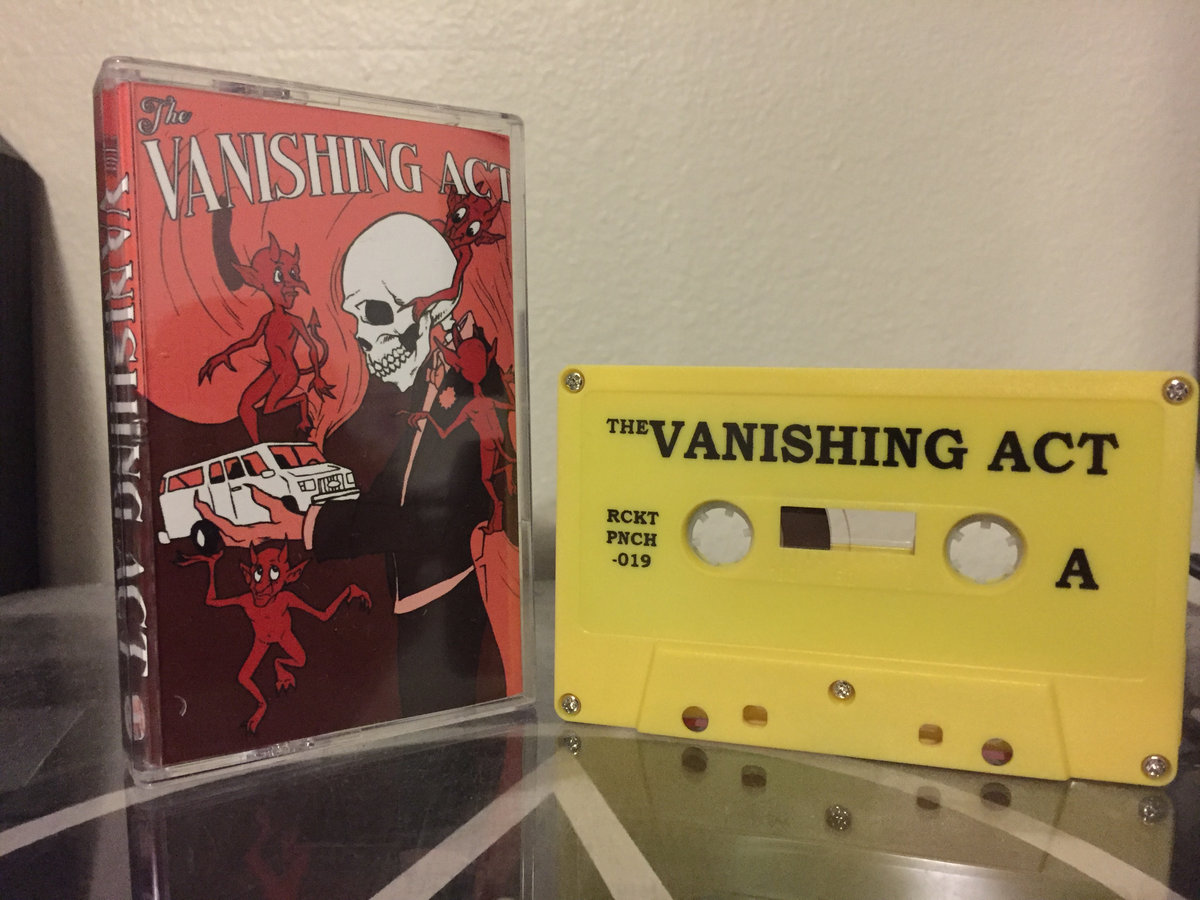 The
VANISHING ACT
THE VANISHING ACT
THE VANISHING ACT
RCKT
PNCH
-019
A